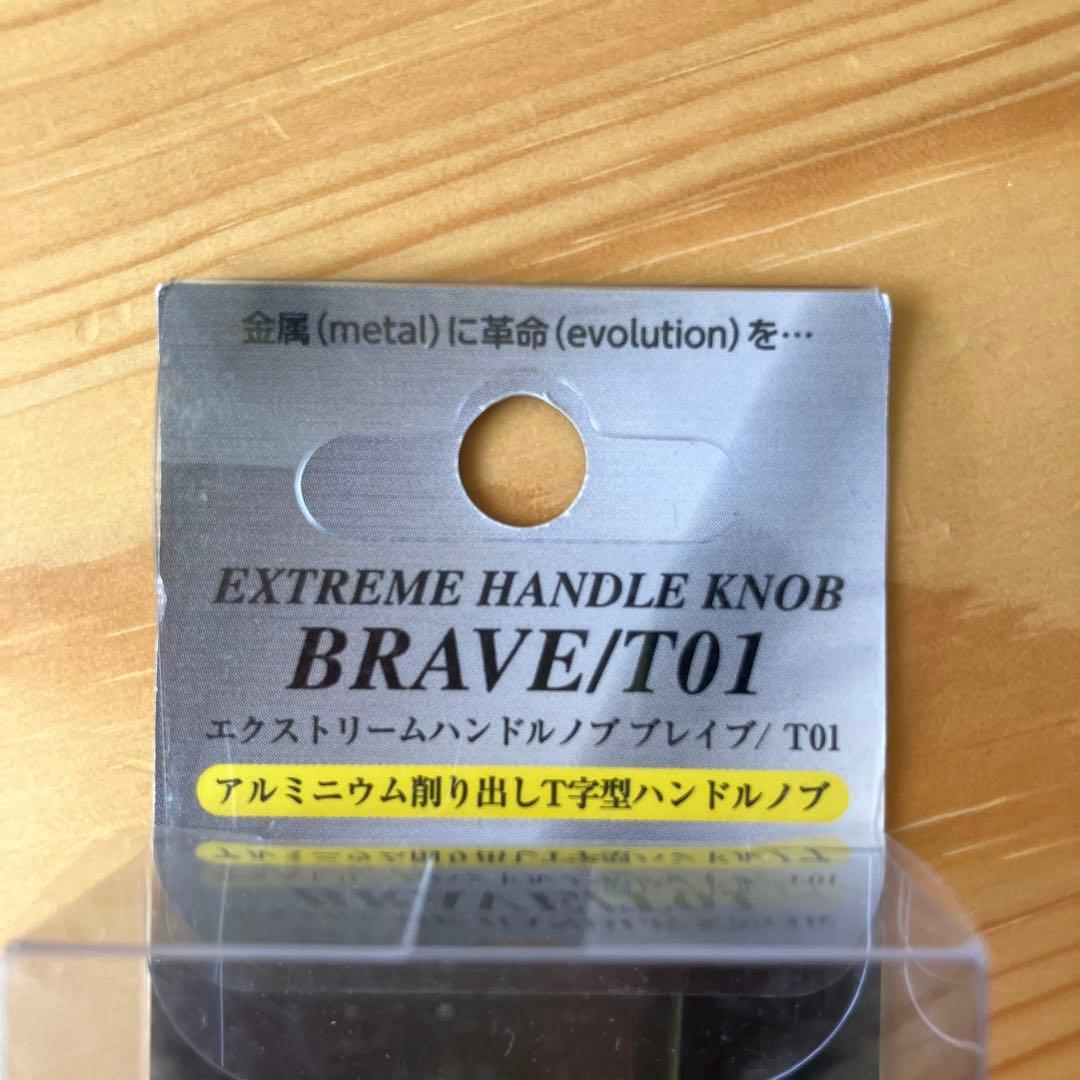 金属(metal)に革命(evolution)を…
EXTREME HANDLE KNOB
BRAVE/T01
エクストリームハンドルノブ ブレイブ/ T01
アルミニウム削り出しT字型ハンドルノブ